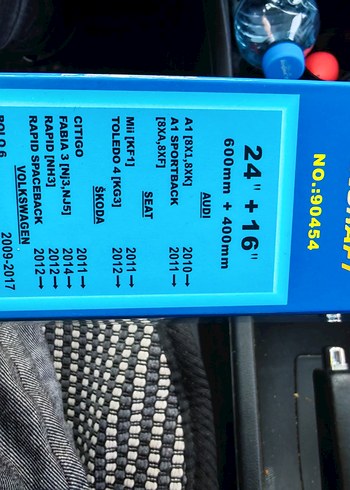 NO.:90454
24" +16"
600mm + 400mm
AUDI
A1 [8X1,8XK] 2010→
A1 SPORTBACK 2011→
[8XA,8XF]
SEAT
Mii [KF1] 2011→
TOLEDO 4 [KG3] 2012→
ŠKODA
CITIGO 2011→
FABIA 3 [NJ3,NJ5] 2014→
RAPID [NH3] 2012→
RAPID SPACEBACK 2012→
VOLKSWAGEN
POLO 6 2009-2017